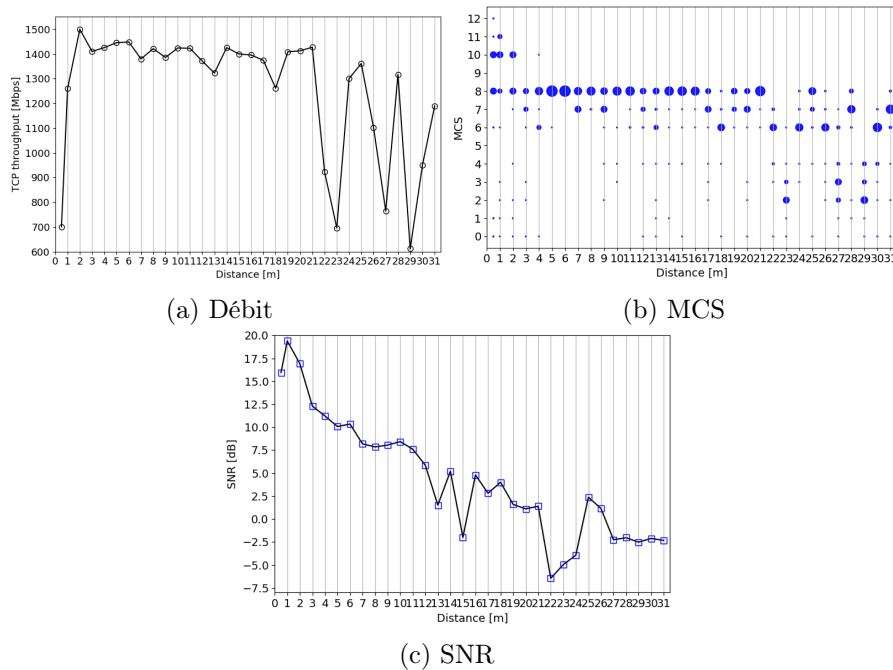 1500
1400
1300
1200
1100
1000
900
800
700
600
TCP throughput [Mbps]
0 1 2 3 4 5 6 7 8 9 10 11 12 13 14 15 16 17 18 19 20 21 22 23 24 25 26 27 28 29 30 31
Distance [m]
(a) Débit
12
11
10
9
8
7
6
5
4
3
2
1
0
MCS
0 1 2 3 4 5 6 7 8 9 10 11 12 13 14 15 16 17 18 19 20 21 22 23 24 25 26 27 28 29 30 31
Distance [m]
(b) MCS
20.0
17.5
15.0
12.5
10.0
7.5
5.0
2.5
0.0
−2.5
−5.0
−7.5
SNR [dB]
0 1 2 3 4 5 6 7 8 9 10 11 12 13 14 15 16 17 18 19 20 21 22 23 24 25 26 27 28 29 30 31
Distance [m]
(c) SNR